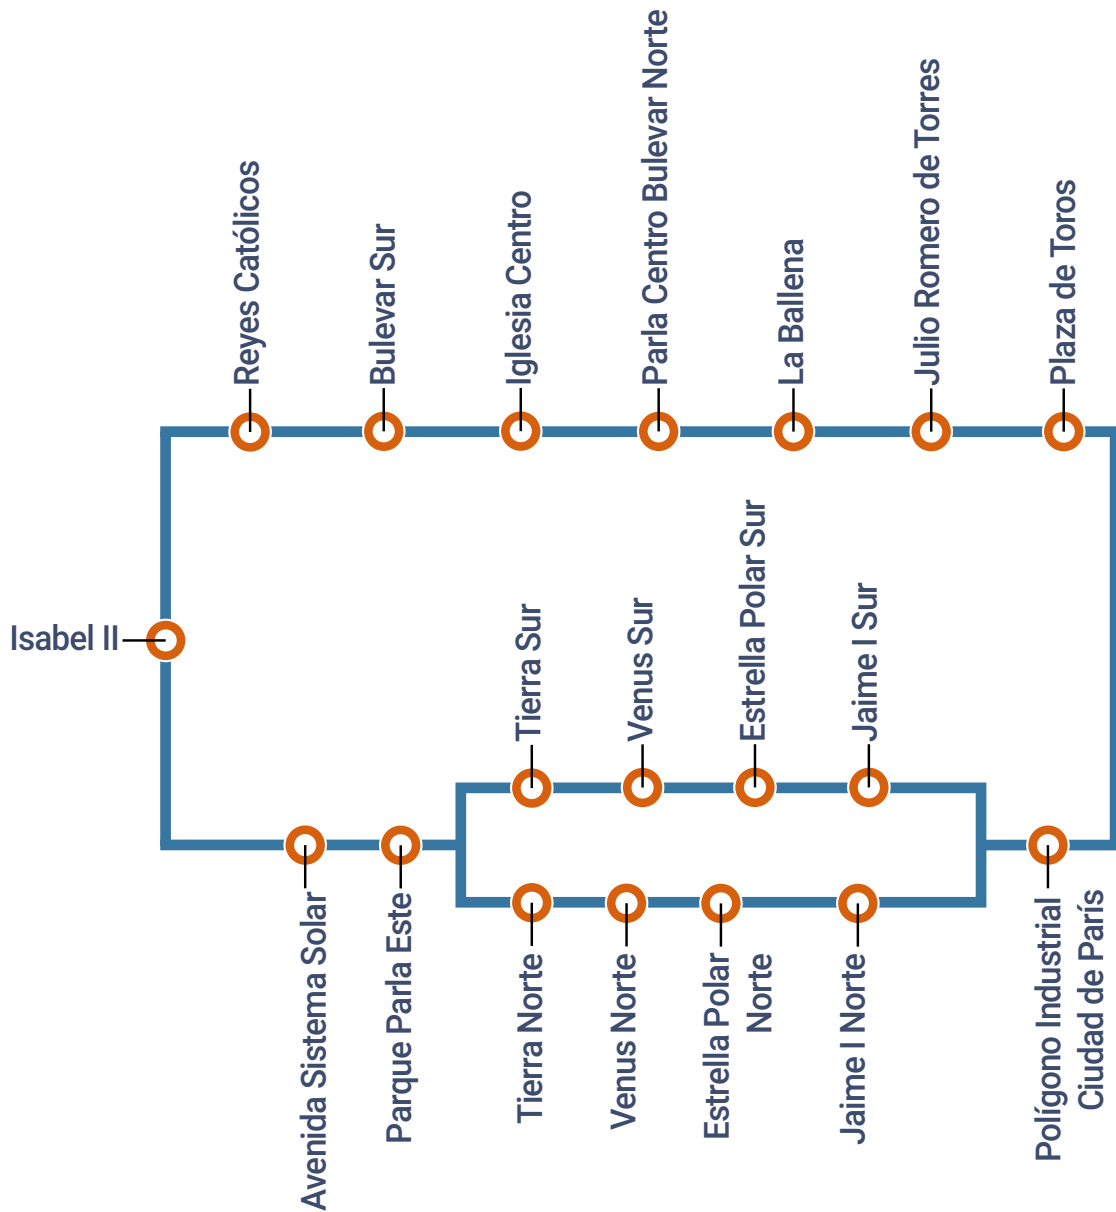 Reyes Católicos
Bulevar Sur
Iglesia Centro
Parla Centro Bulevar Norte
La Ballena
Julio Romero de Torres
Plaza de Toros
Isabel II
Tierra Sur
Venus Sur
Estrella Polar Sur
Jaime I Sur
Avenida Sistema Solar
Parque Parla Este
Tierra Norte
Venus Norte
Estrella Polar
Norte
Jaime I Norte
Polígono Industrial
Ciudad de París